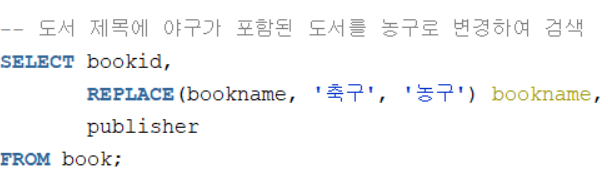 -- 도서 제목에 야구가 포함된 도서를 농구로 변경하여 검색
SELECT bookid,
REPLACE(bookname, '축구', '농구') bookname,
publisher
FROM book;